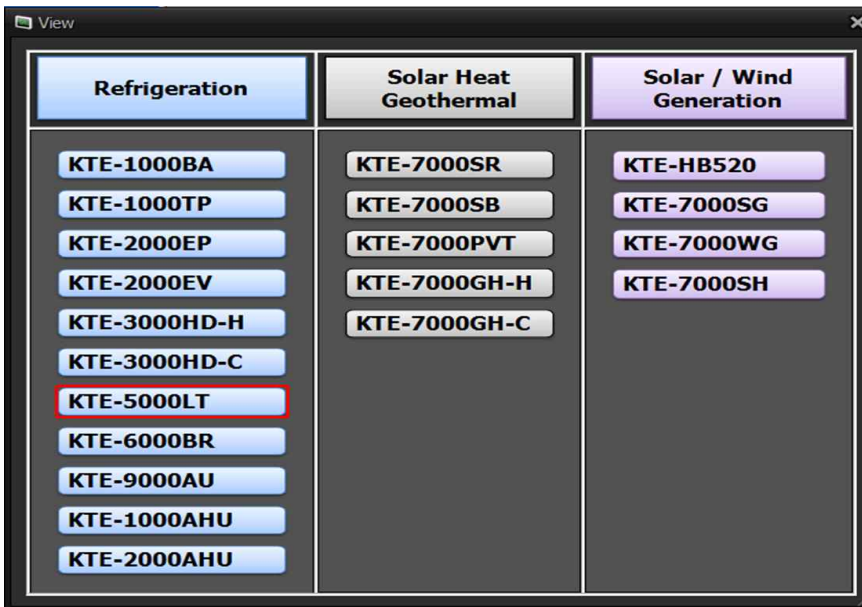 View
Refrigeration
Solar Heat
Geothermal
Solar / Wind
Generation
KTE-1000BA
KTE-1000TP
KTE-2000EP
KTE-2000EV
KTE-3000HD-H
KTE-3000HD-C
KTE-5000LT
KTE-6000BR
KTE-9000AU
KTE-1000AHU
KTE-2000AHU
KTE-7000SR
KTE-7000SB
KTE-7000PVT
KTE-7000GH-H
KTE-7000GH-C
KTE-HB520
KTE-7000SG
KTE-7000WG
KTE-7000SH